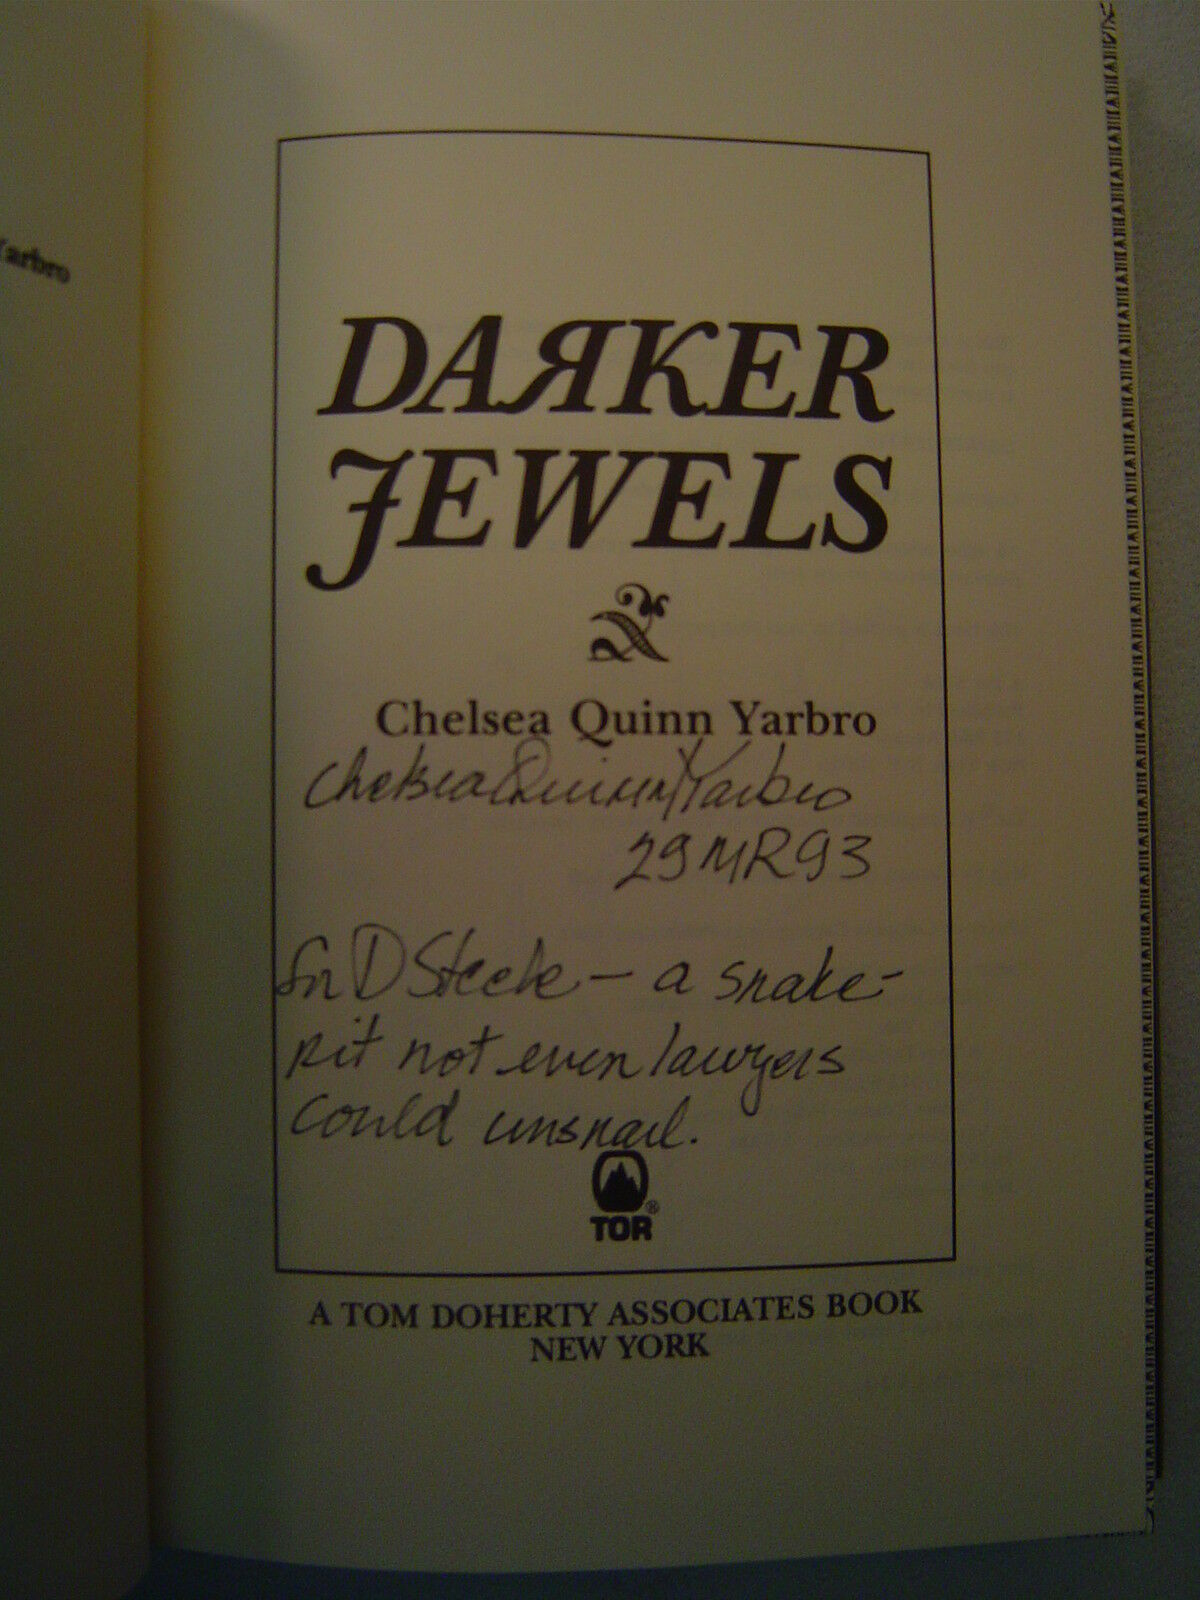 Yarbro
DAЯKER
JEWELS
Chelsea Quinn Yarbro
Chelsea Quinn Yarbro
29 MR 93
for D Steele — a snake-
pit not even lawyers
could unsnarl.
TOR®
A TOM DOHERTY ASSOCIATES BOOK
NEW YORK